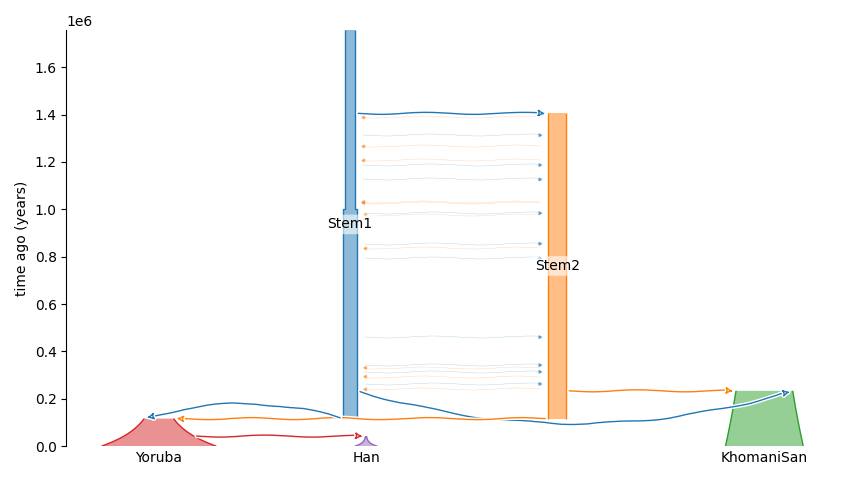 1e6
1.6
1.4
1.2
1.0
0.8
0.6
0.4
0.2
0.0
time ago (years)
Stem1
Stem2
Yoruba
Han
KhomaniSan